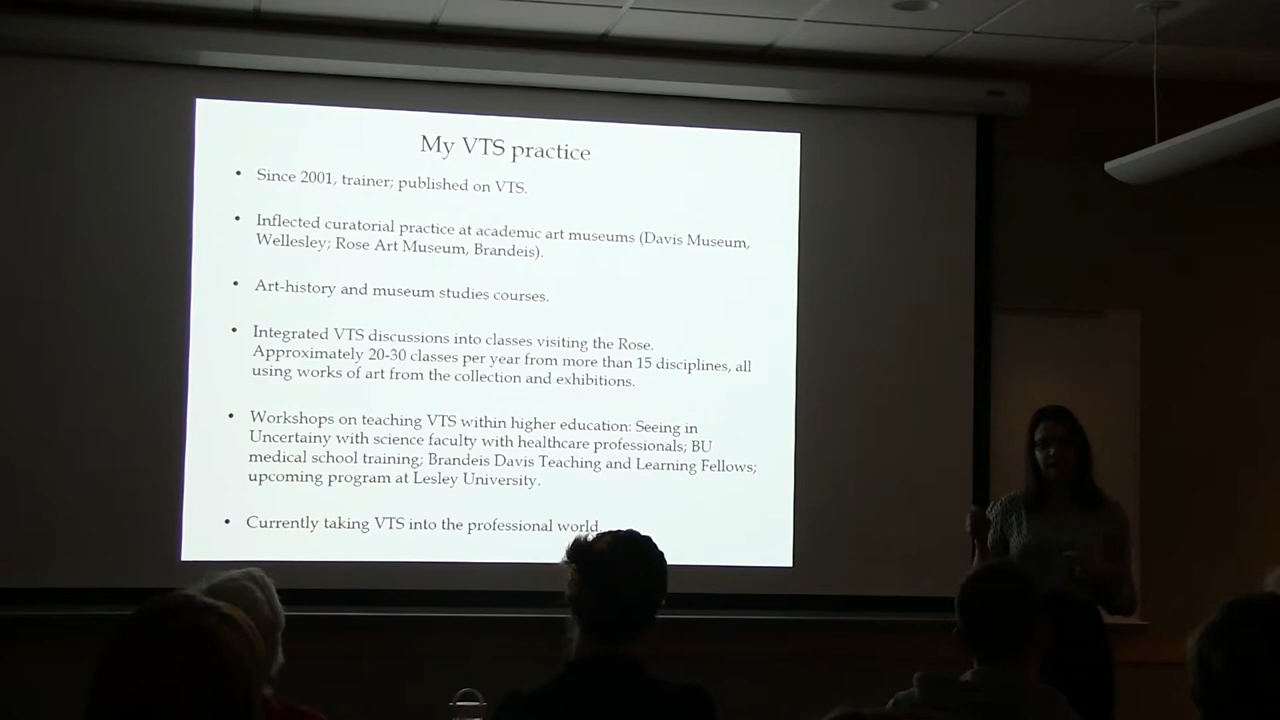 My VTS practice
• Since 2001, trainer; published on VTS.
• Inflected curatorial practice at academic art museums (Davis Museum,
Wellesley; Rose Art Museum, Brandeis).
• Art-history and museum studies courses.
• Integrated VTS discussions into classes visiting the Rose.
Approximately 20-30 classes per year from more than 15 disciplines, all
using works of art from the collection and exhibitions.
• Workshops on teaching VTS within higher education: Seeing in
Uncertainy with science faculty with healthcare professionals; BU
medical school training; Brandeis Davis Teaching and Learning Fellows;
upcoming program at Lesley University.
• Currently taking VTS into the professional world.